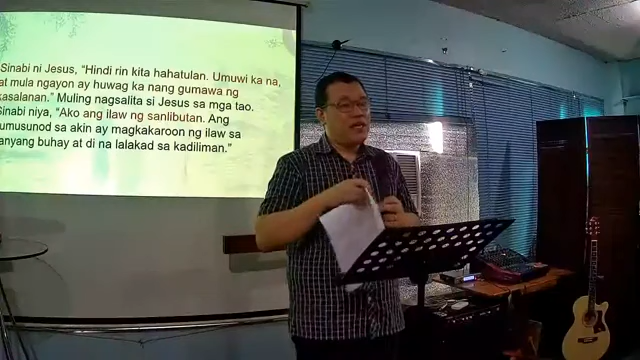 Sinabi ni Jesus, “Hindi rin kita hahatulan. Umuwi ka na,
at mula ngayon ay huwag ka nang gumawa ng
kasalanan.” Muling nagsalita si Jesus sa mga tao.
Sinabi niya, “Ako ang ilaw ng sanlibutan. Ang
umusunod sa akin ay magkakaroon ng ilaw sa
anyang buhay at di na lalakad sa kadiliman.”